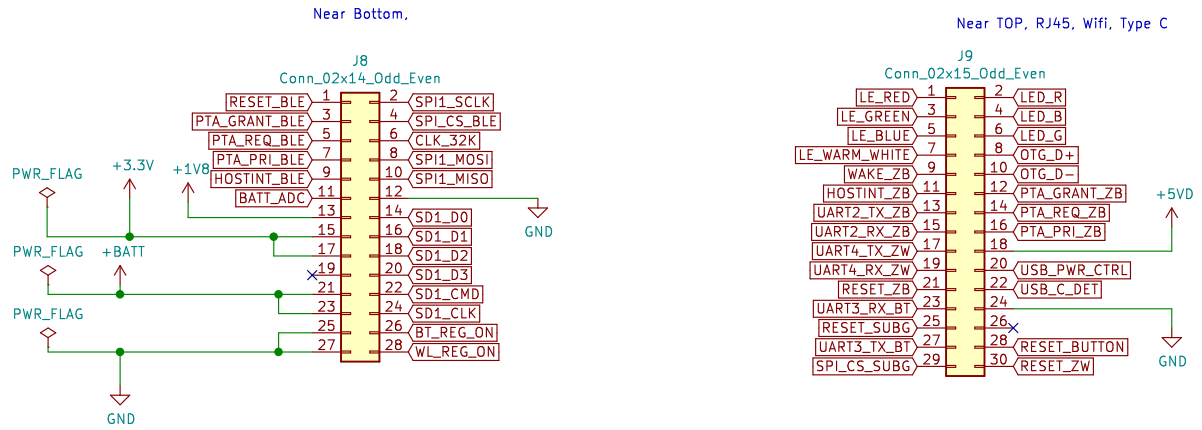 Near Bottom,
J8
Conn_02x14_Odd_Even
RESET_BLE 1 2 SPI1_SCLK
PTA_GRANT_BLE 3 4 SPI_CS_BLE
PTA_REQ_BLE 5 6 CLK_32K
PTA_PRI_BLE 7 8 SPI1_MOSI
HOSTINT_BLE 9 10 SPI1_MISO
BATT_ADC 11 12
13 14 SD1_D0
15 16 SD1_D1
17 18 SD1_D2
19 20 SD1_D3
21 22 SD1_CMD
23 24 SD1_CLK
25 26 BT_REG_ON
27 28 WL_REG_ON
PWR_FLAG
+3.3V
+1V8
PWR_FLAG
+BATT
PWR_FLAG
GND
GND
Near TOP, RJ45, Wifi, Type C
J9
Conn_02x15_Odd_Even
LE_RED 1 2 LED_R
LE_GREEN 3 4 LED_B
LE_BLUE 5 6 LED_G
LE_WARM_WHITE 7 8 OTG_D+
WAKE_ZB 9 10 OTG_D-
HOSTINT_ZB 11 12 PTA_GRANT_ZB
UART2_TX_ZB 13 14 PTA_REQ_ZB
UART2_RX_ZB 15 16 PTA_PRI_ZB
UART4_TX_ZW 17 18
UART4_RX_ZW 19 20 USB_PWR_CTRL
RESET_ZB 21 22 USB_C_DET
UART3_RX_BT 23 24
RESET_SUBG 25 26
UART3_TX_BT 27 28 RESET_BUTTON
SPI_CS_SUBG 29 30 RESET_ZW
+5VD
GND